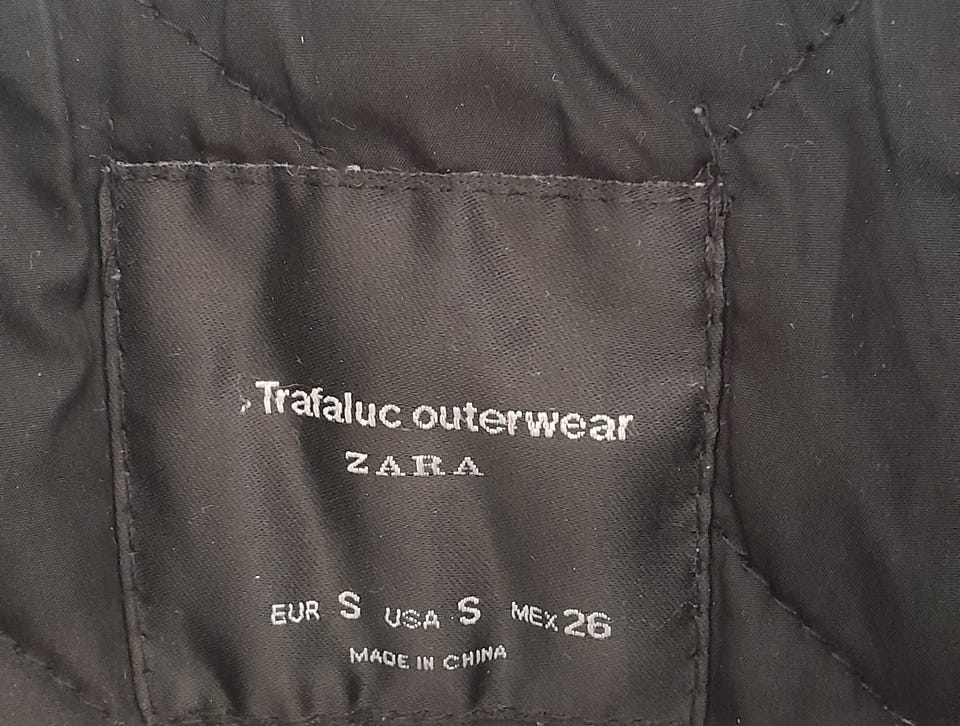 Trafaluc outerwear
ZARA
EUR S USA S MEX 26
MADE IN CHINA